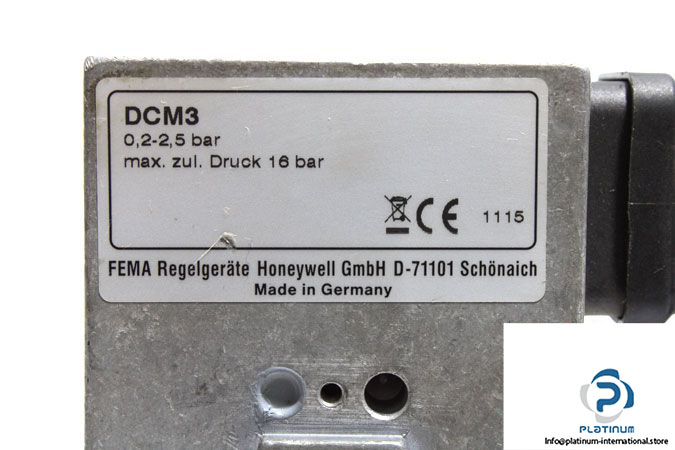 DCM3
0,2-2,5 bar
max. zul. Druck 16 bar
CE 1115
FEMA Regelgeräte Honeywell GmbH D-71101 Schönaich
Made in Germany
PLATINUM
Info@platinum-international.store